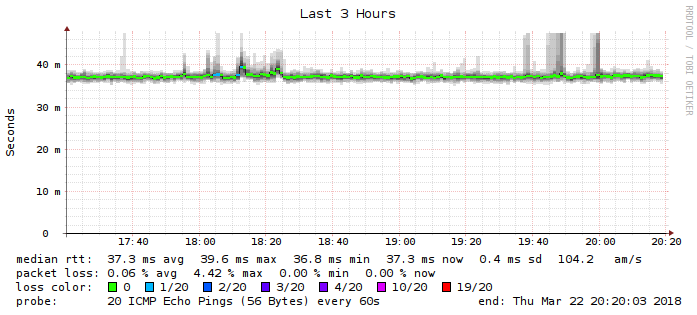 Last 3 Hours
RRDTOOL / TOBI OETIKER
Seconds
40 m
30 m
20 m
10 m
0
17:40 18:00 18:20 18:40 19:00 19:20 19:40 20:00 20:20
median rtt: 37.3 ms avg 39.6 ms max 36.8 ms min 37.3 ms now 0.4 ms sd 104.2 am/s
packet loss: 0.06 % avg 4.42 % max 0.00 % min 0.00 % now
loss color: 0 1/20 2/20 3/20 4/20 10/20 19/20
probe: 20 ICMP Echo Pings (56 Bytes) every 60s end: Thu Mar 22 20:20:03 2018